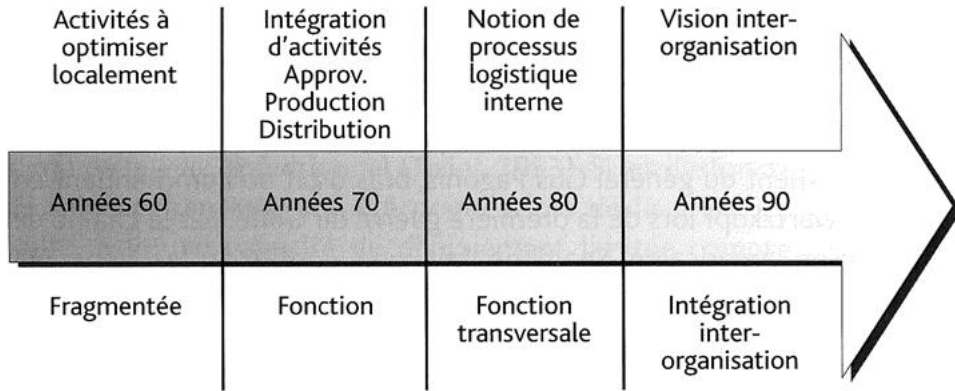 Activités à
optimiser
localement
Intégration
d'activités
Approv.
Production
Distribution
Notion de
processus
logistique
interne
Vision inter-
organisation
Années 60
Années 70
Années 80
Années 90
Fragmentée
Fonction
Fonction
transversale
Intégration
inter-
organisation